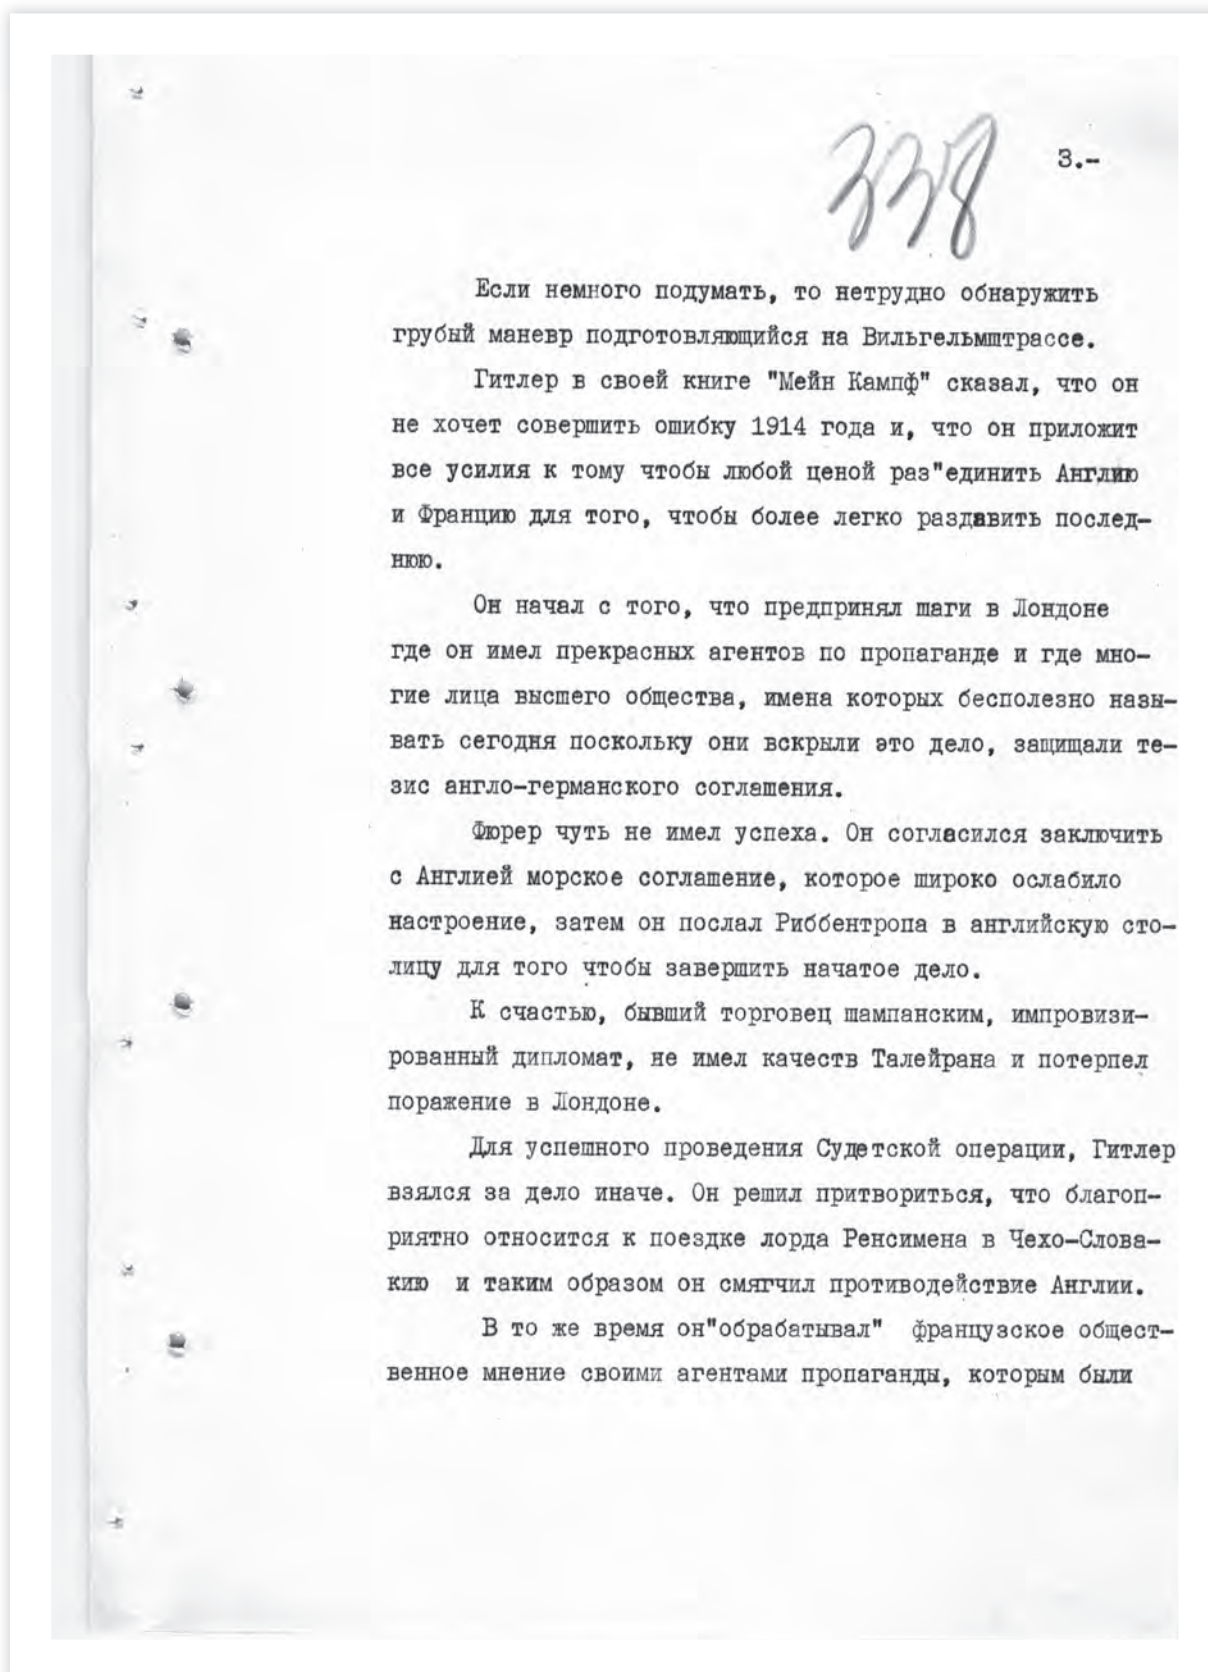 338
3.-
Если немного подумать, то нетрудно обнаружить
грубый маневр подготовляющийся на Вильгельмштрассе.
Гитлер в своей книге "Мейн Кампф" сказал, что он
не хочет совершить ошибку 1914 года и, что он приложит
все усилия к тому чтобы любой ценой раз"единить Англию
и Францию для того, чтобы более легко раздавить послед-
нюю.
Он начал с того, что предпринял шаги в Лондоне
где он имел прекрасных агентов по пропаганде и где мно-
гие лица высшего общества, имена которых бесполезно назы-
вать сегодня поскольку они вскрыли это дело, защищали те-
зис англо-германского соглашения.
Фюрер чуть не имел успеха. Он согласился заключить
с Англией морское соглашение, которое широко ослабило
настроение, затем он послал Риббентропа в английскую сто-
лицу для того чтобы завершить начатое дело.
К счастью, бывший торговец шампанским, импровизи-
рованный дипломат, не имел качеств Талейрана и потерпел
поражение в Лондоне.
Для успешного проведения Судетской операции, Гитлер
взялся за дело иначе. Он решил притвориться, что благоп-
риятно относится к поездке лорда Ренсимена в Чехо-Слова-
кию и таким образом он смягчил противодействие Англии.
В то же время он"обрабатывал" французское общест-
венное мнение своими агентами пропаганды, которым были